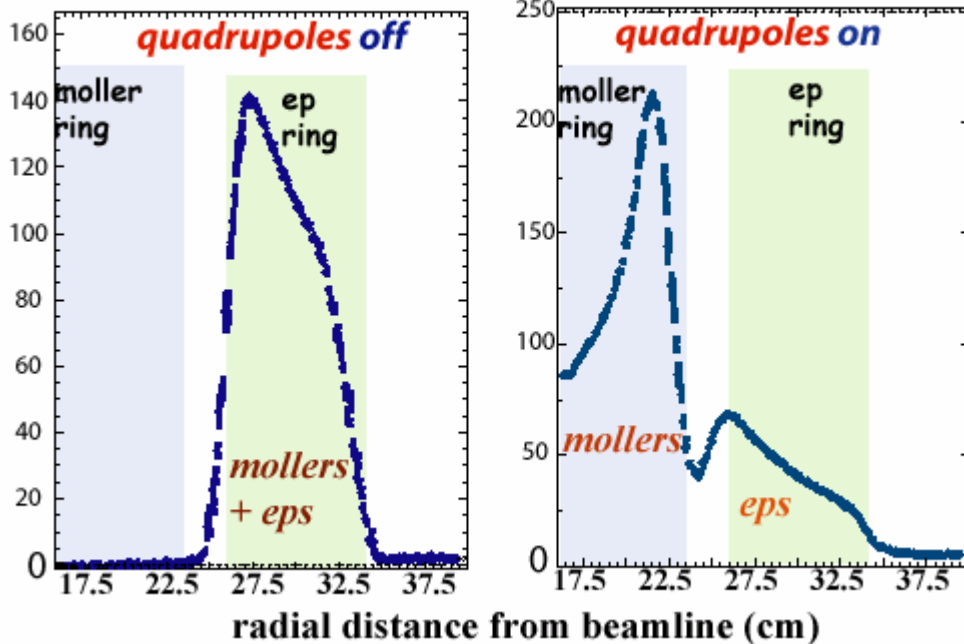 quadrupoles off
moller
ring
ep
ring
mollers
+ eps
160
140
120
100
80
60
40
20
0
17.5 22.5 27.5 32.5 37.5
quadrupoles on
moller
ring
ep
ring
mollers
eps
250
200
150
100
50
0
17.5 22.5 27.5 32.5 37.5
radial distance from beamline (cm)